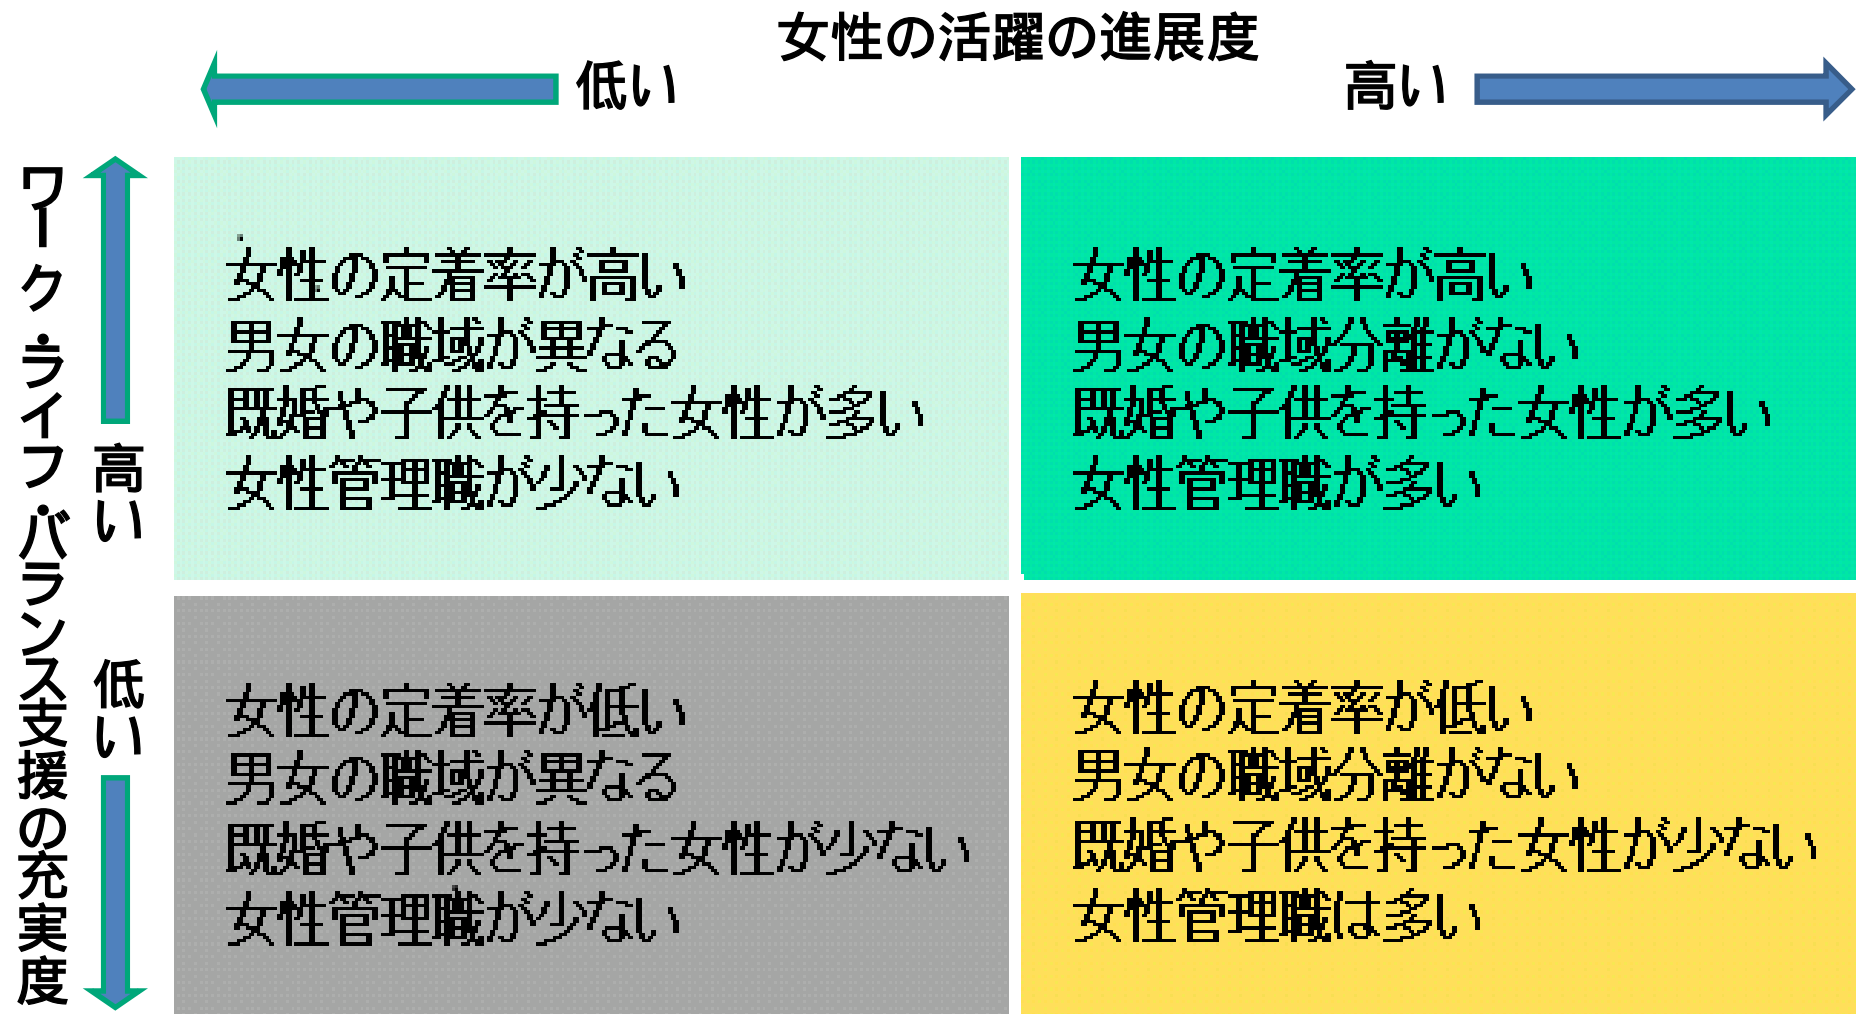 女性の活躍の進展度
低い
高い
ワーク・ライフ・バランス支援の充実度
高い
低い
女性の定着率が高い
男女の職域が異なる
既婚や子供を持った女性が多い
女性管理職が少ない
女性の定着率が高い
男女の職域分離がない
既婚や子供を持った女性が多い
女性管理職が多い
女性の定着率が低い
男女の職域が異なる
既婚や子供を持った女性が少ない
女性管理職が少ない
女性の定着率が低い
男女の職域分離がない
既婚や子供を持った女性が少ない
女性管理職は多い